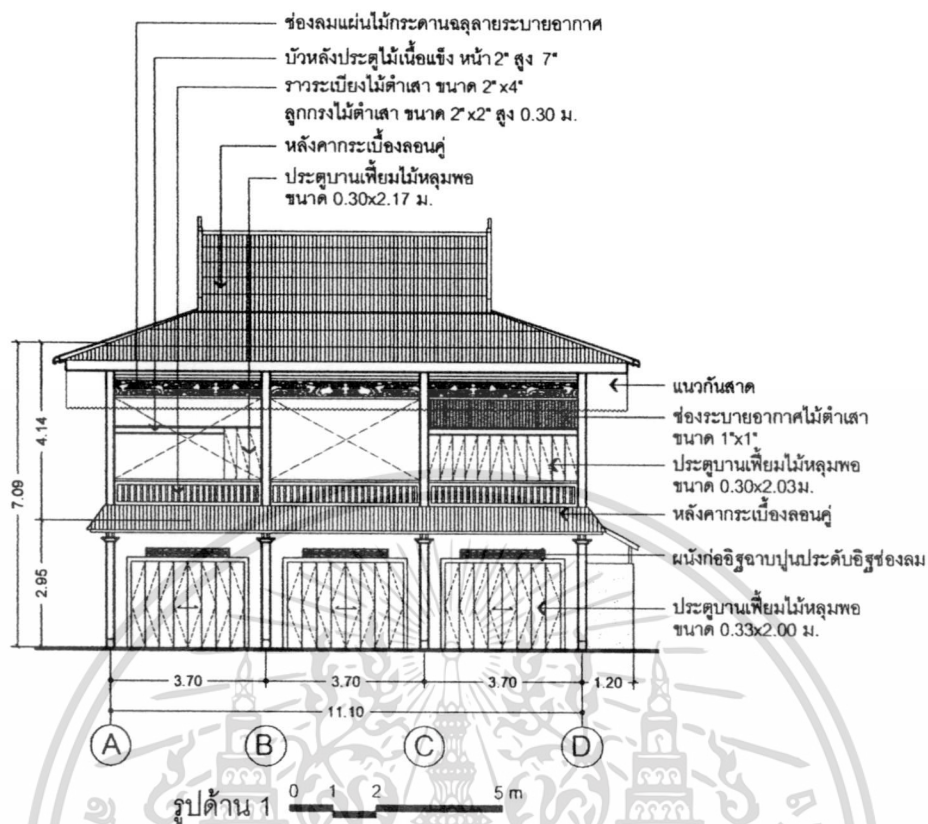 ช่องลมแผ่นไม้กระดานฉลุลายระบายอากาศ
บัวหลังประตูไม้เนื้อแข็ง หน้า 2" สูง 7"
ราวระเบียงไม้ตำเสา ขนาด 2"x4"
ลูกกรงไม้ตำเสา ขนาด 2"x2" สูง 0.30 ม.
หลังคากระเบื้องลอนคู่
ประตูบานเฟี้ยมไม้หลุมพอ
ขนาด 0.30x2.17 ม.
แนวกันสาด
ช่องระบายอากาศไม้ตำเสา
ขนาด 1"x1"
ประตูบานเฟี้ยมไม้หลุมพอ
ขนาด 0.30x2.03ม.
หลังคากระเบื้องลอนคู่
ผนังก่ออิฐฉาบปูนประดับอิฐช่องลม
ประตูบานเฟี้ยมไม้หลุมพอ
ขนาด 0.33x2.00 ม.
7.09
4.14
2.95
3.70 3.70 3.70 1.20
11.10
A B C D
รูปด้าน 1
0 1 2 5 m